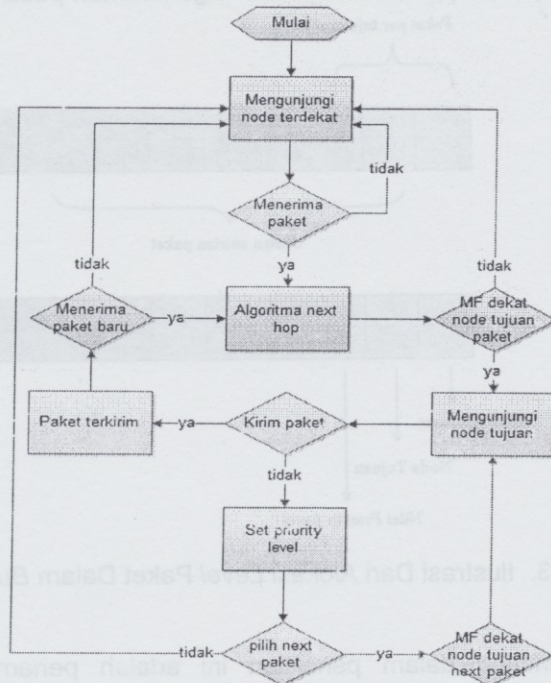 Mulai
Mengunjungi
node terdekat
tidak
Menerima
paket
ya
tidak
tidak
Menerima
paket baru
ya
Algoritma next
hop
MF dekat
node tujuan
paket
ya
Paket terkirim
ya
Kirim paket
Mengunjungi
node tujuan
tidak
Set priority
level
tidak
pilih next
paket
ya
MF dekat
node tujuan
next paket